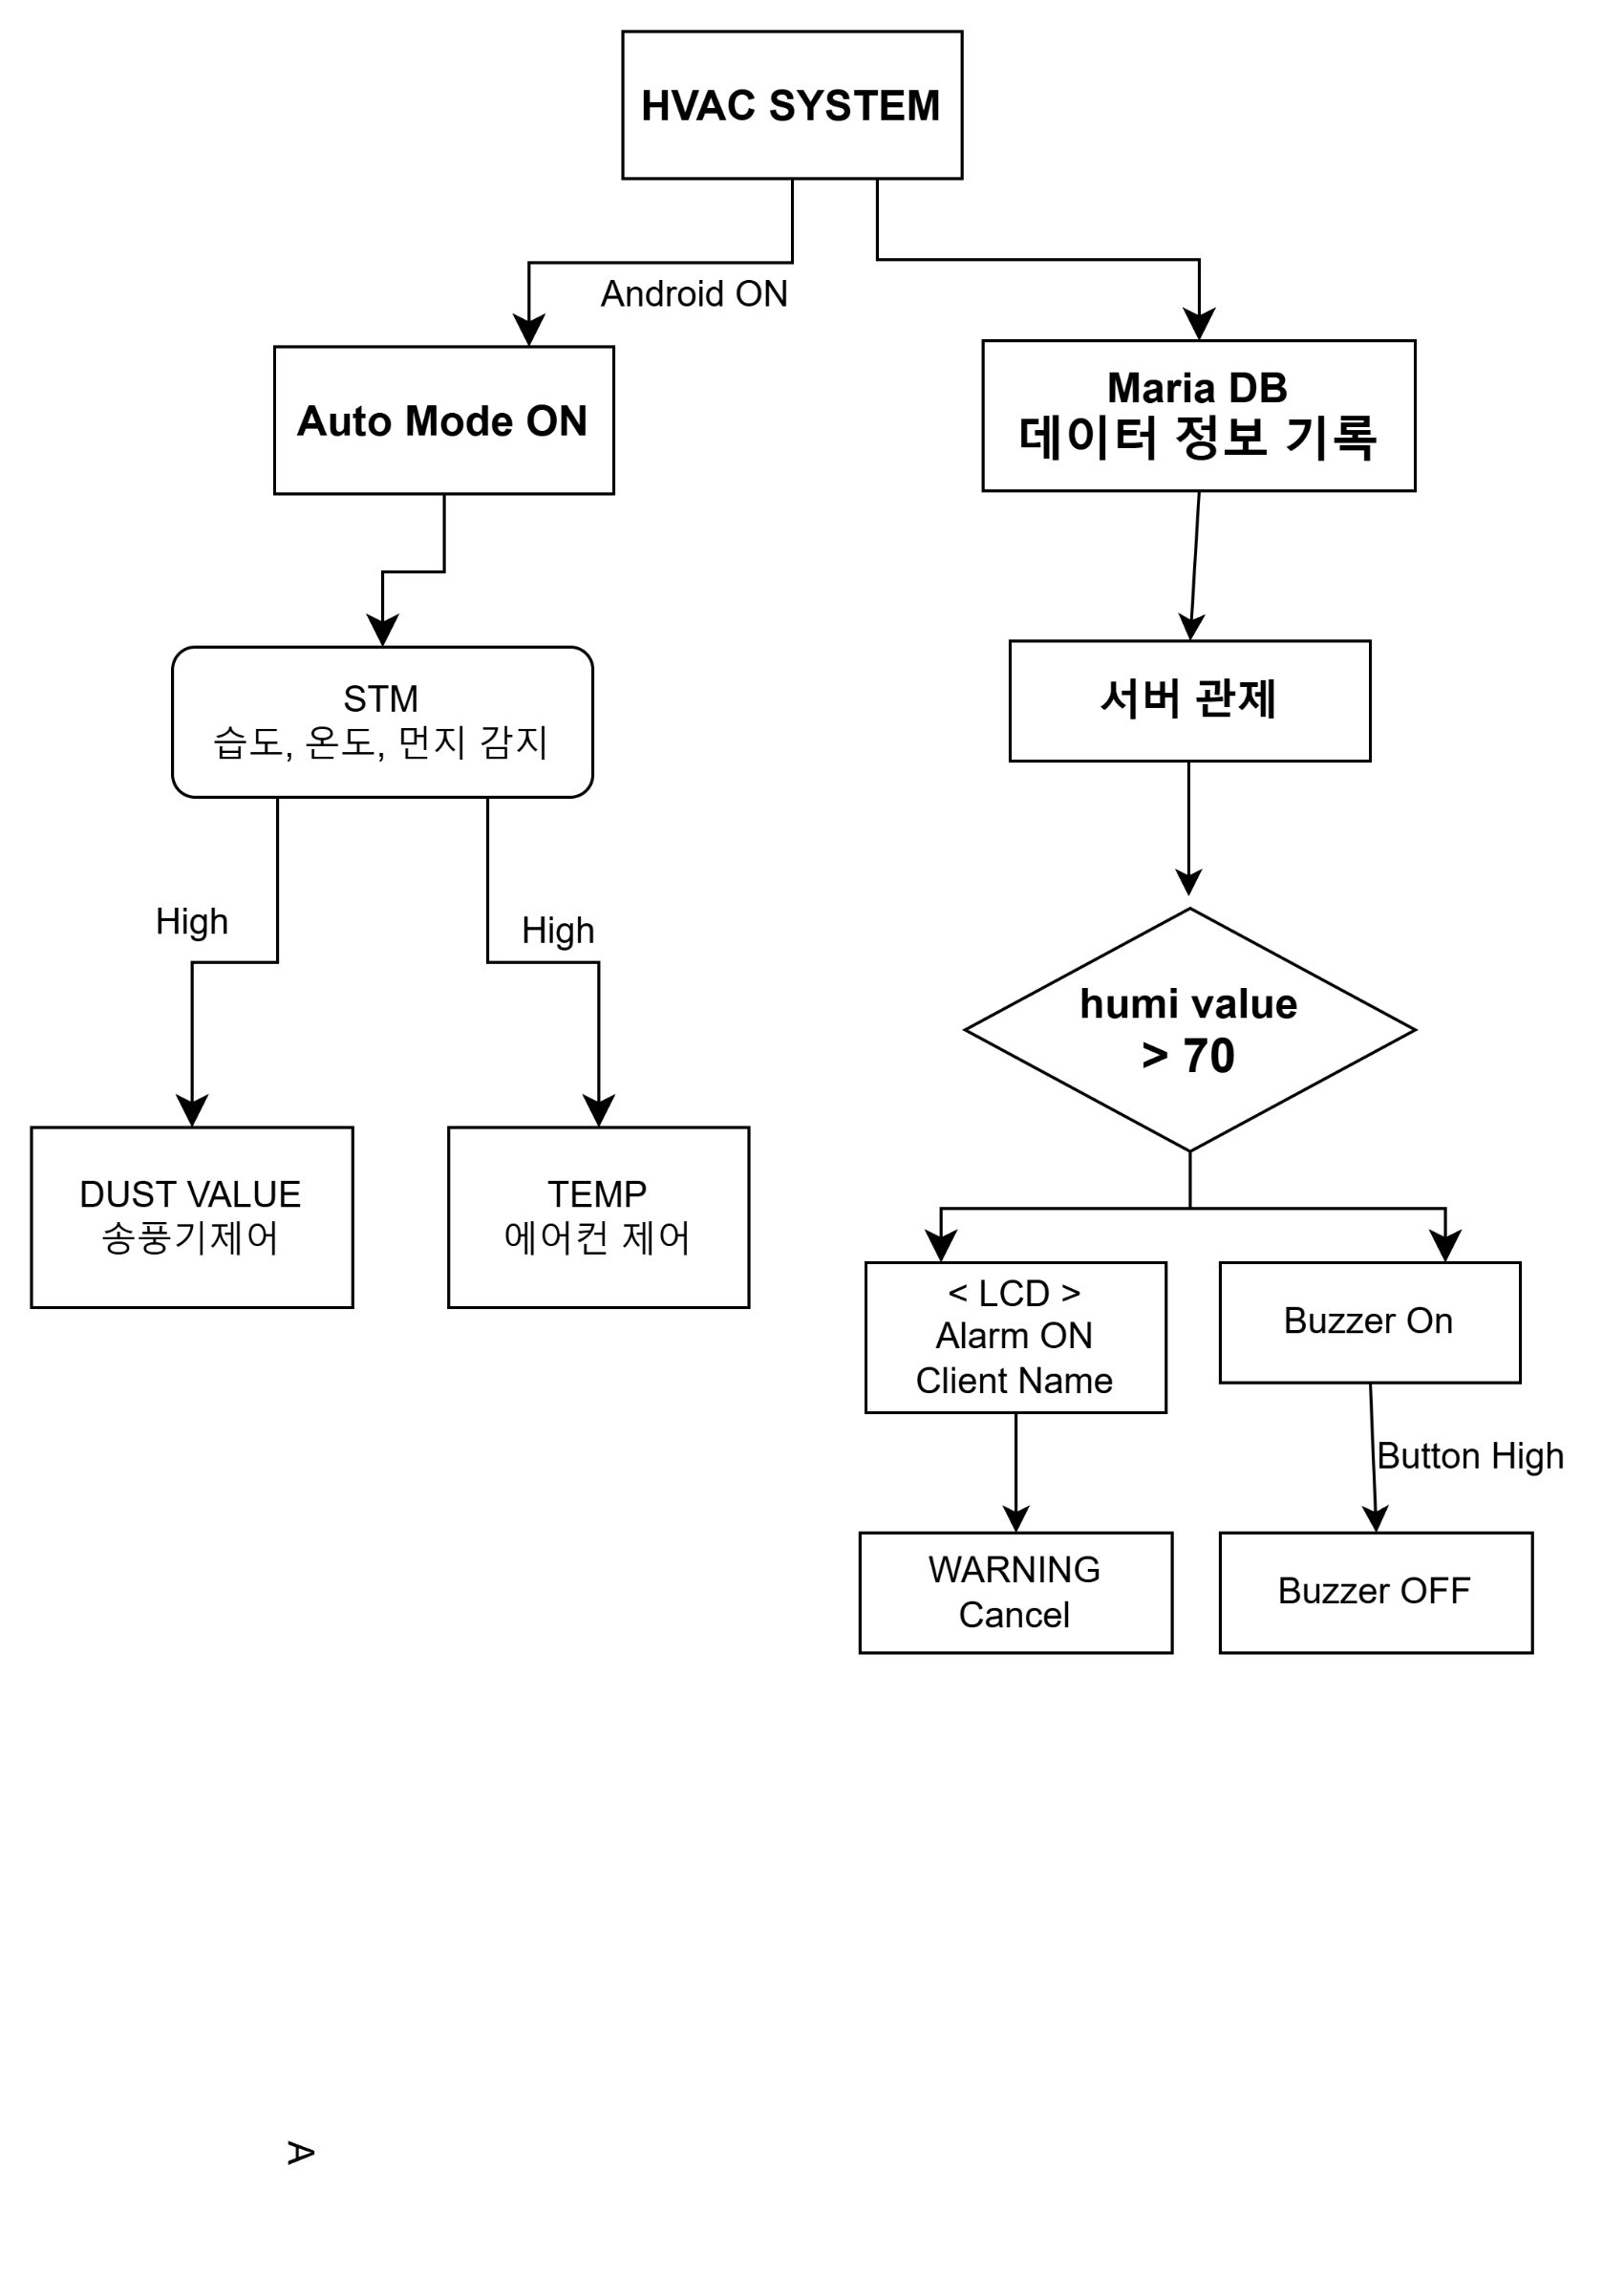 HVAC SYSTEM
Android ON
Auto Mode ON
Maria DB
데이터 정보 기록
STM
습도, 온도, 먼지 감지
서버 관제
High
High
humi value
> 70
DUST VALUE
송풍기제어
TEMP
에어컨 제어
< LCD >
Alarm ON
Client Name
Buzzer On
Button High
WARNING
Cancel
Buzzer OFF
A